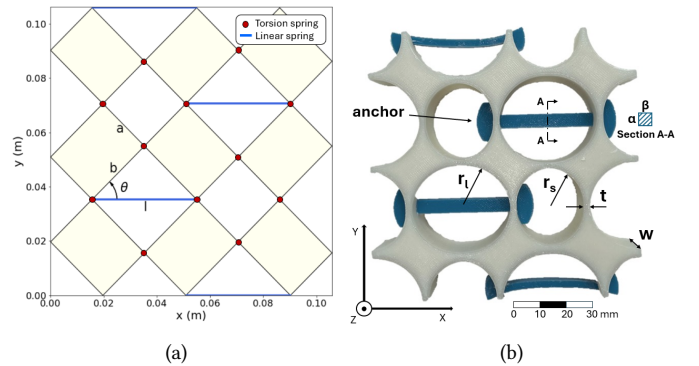 0.10
0.08
0.06
0.04
0.02
0.00
y (m)
0.00
0.02
0.04
0.06
0.08
0.10
x (m)
Torsion spring
Linear spring
a
b
θ
l
(a)
anchor
A
A
β
α
Section A-A
r_l
r_s
t
w
Y
Z
X
0
10
20
30 mm
(b)